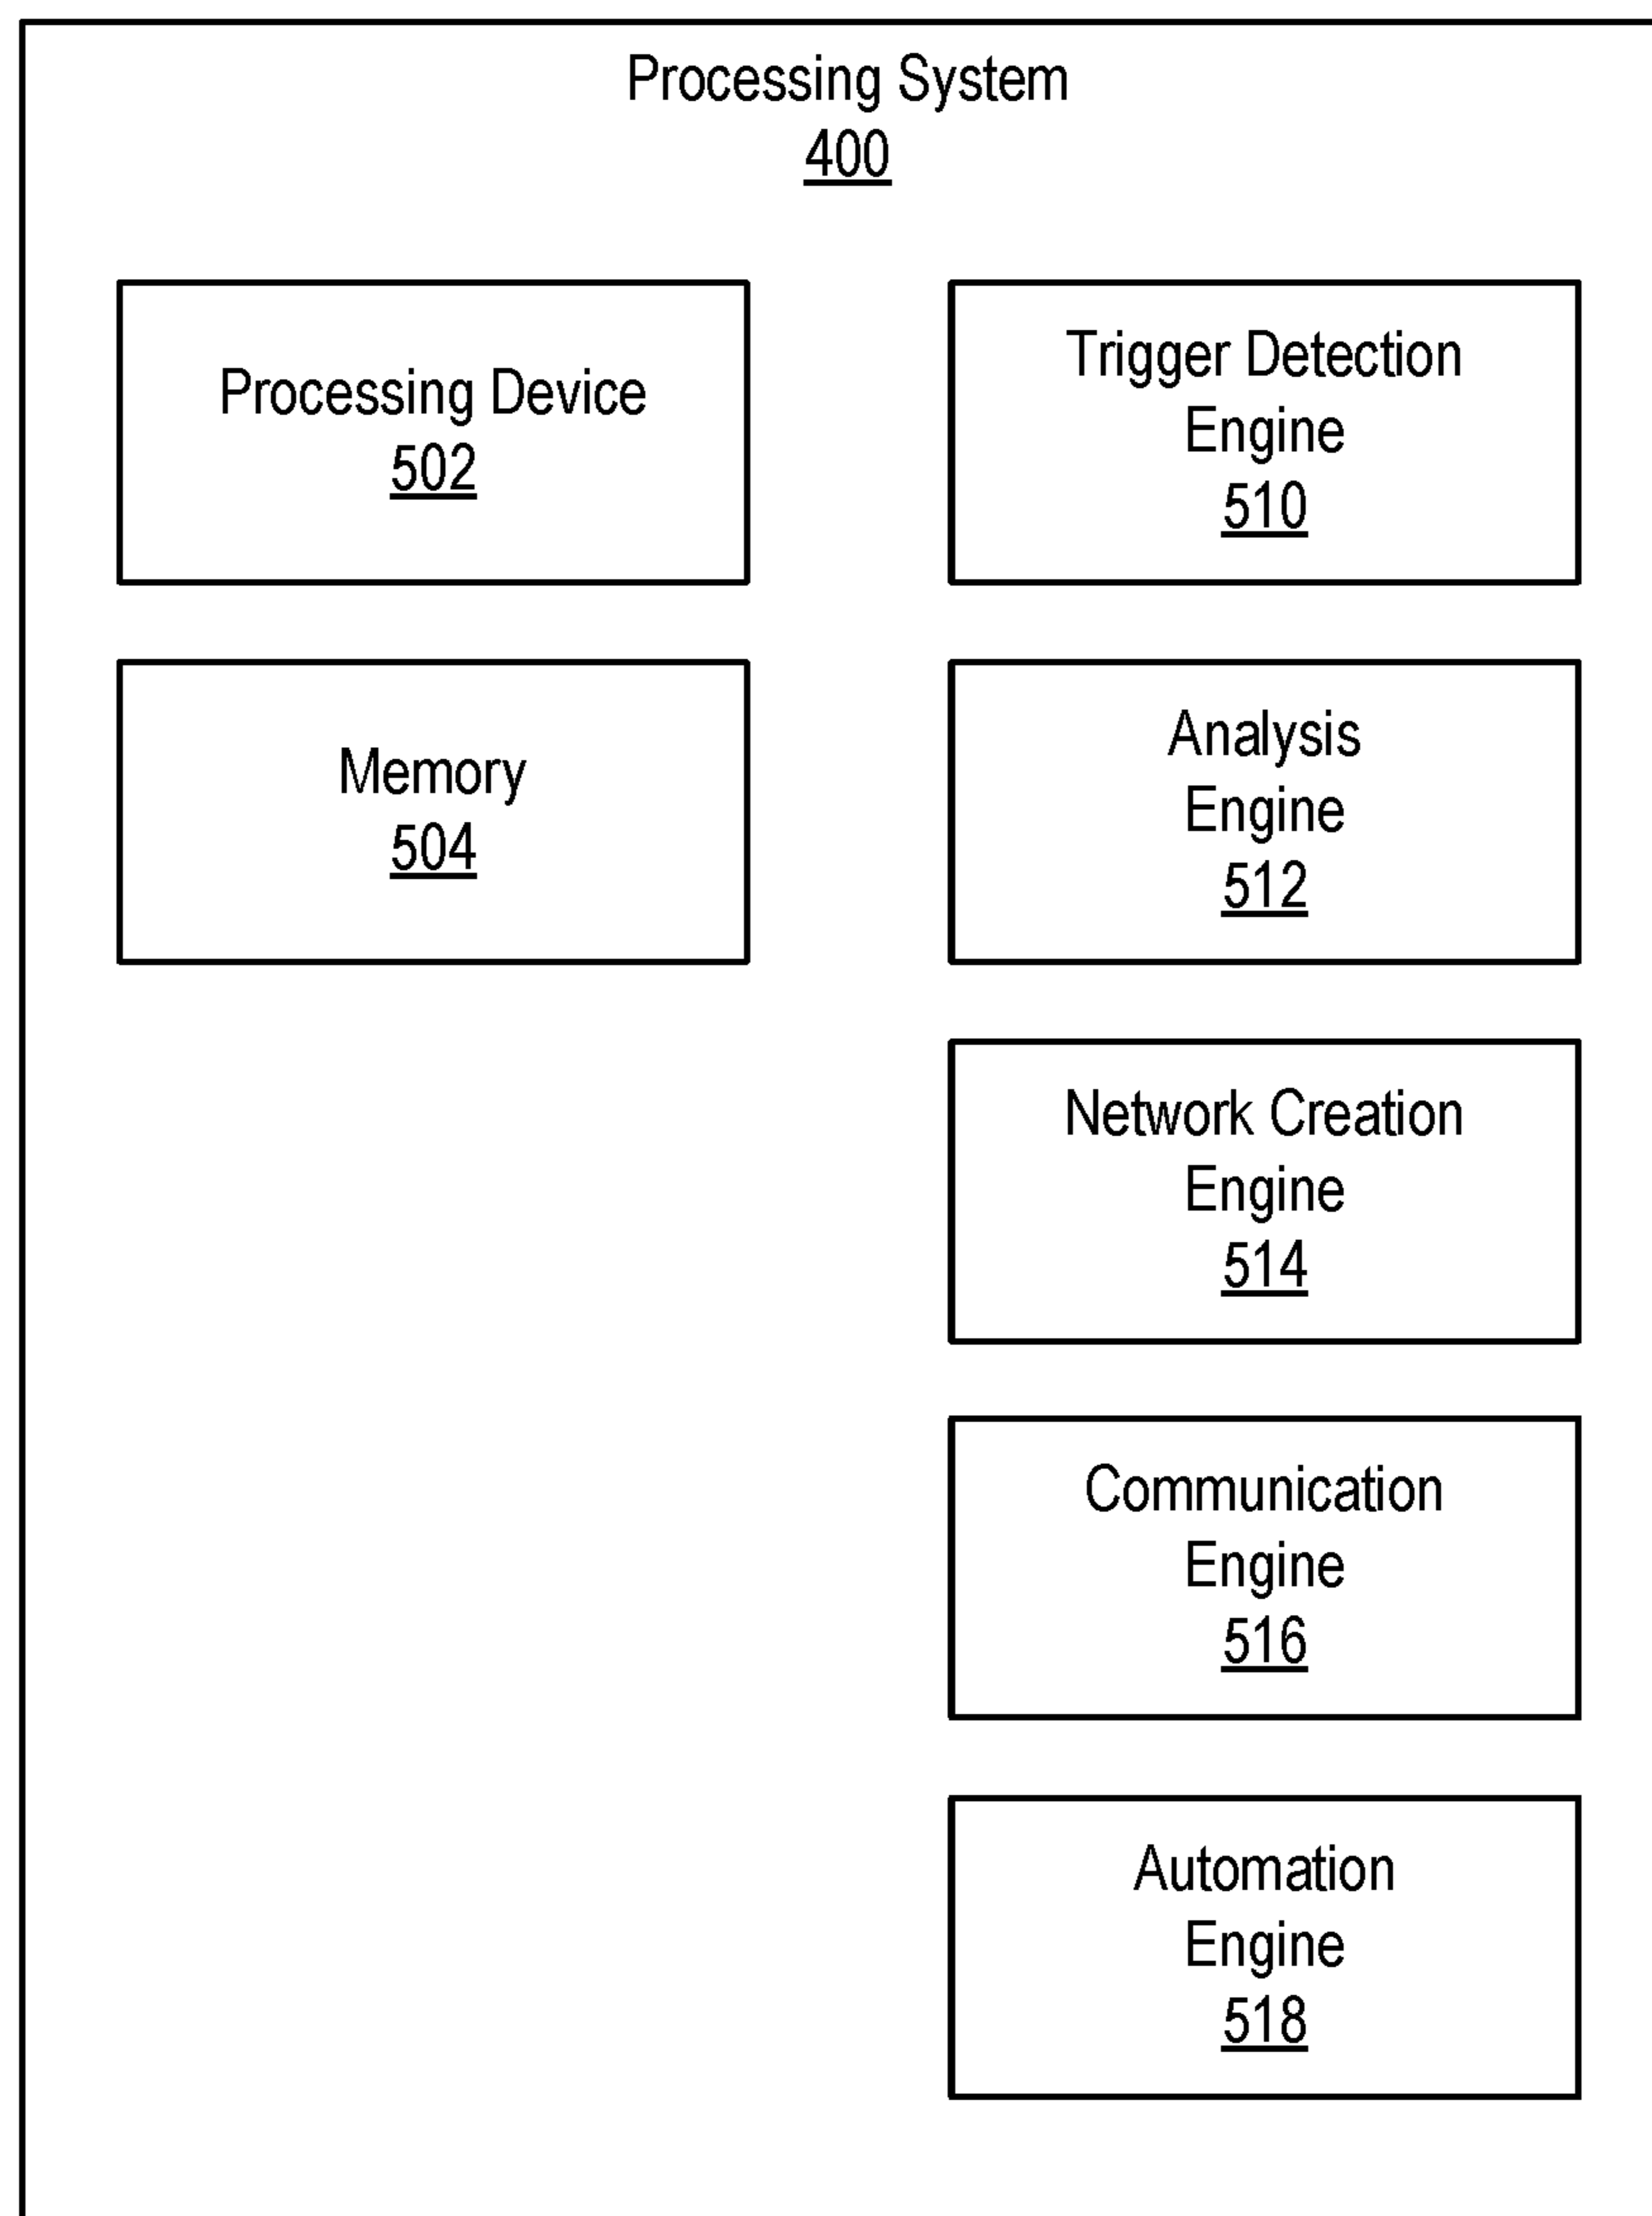 Processing System
400
Processing Device
502
Memory
504
Trigger Detection
Engine
510
Analysis
Engine
512
Network Creation
Engine
514
Communication
Engine
516
Automation
Engine
518